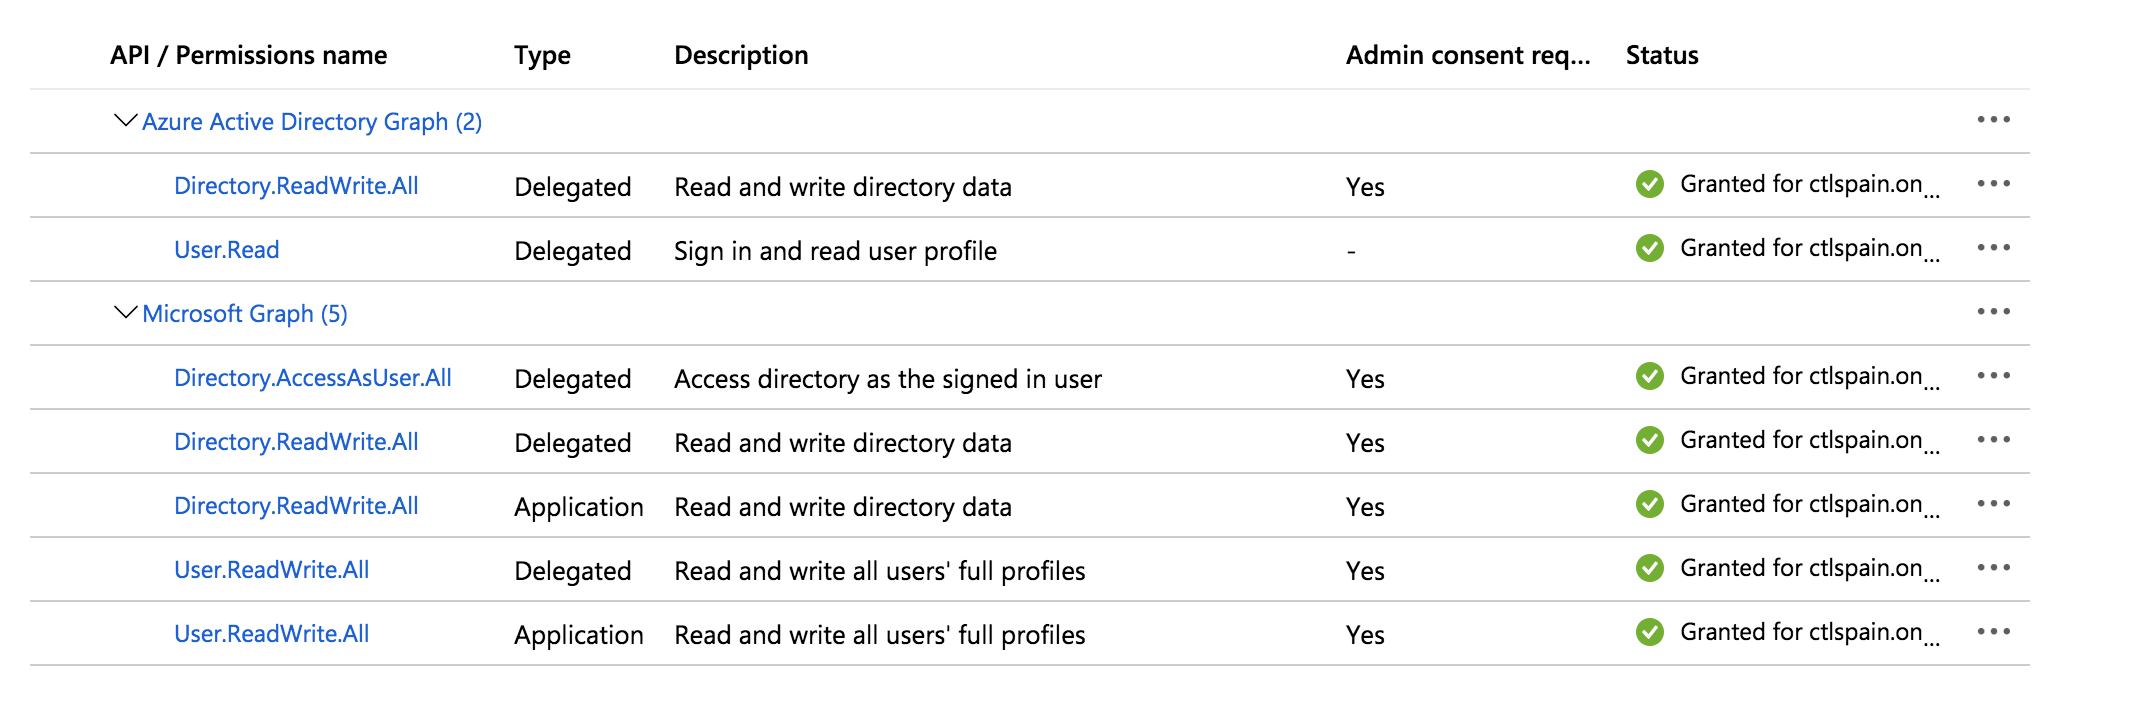 API / Permissions name Type Description Admin consent req... Status
Azure Active Directory Graph (2)
Directory.ReadWrite.All Delegated Read and write directory data Yes Granted for ctlspain.on...
User.Read Delegated Sign in and read user profile - Granted for ctlspain.on...
Microsoft Graph (5)
Directory.AccessAsUser.All Delegated Access directory as the signed in user Yes Granted for ctlspain.on...
Directory.ReadWrite.All Delegated Read and write directory data Yes Granted for ctlspain.on...
Directory.ReadWrite.All Application Read and write directory data Yes Granted for ctlspain.on...
User.ReadWrite.All Delegated Read and write all users' full profiles Yes Granted for ctlspain.on...
User.ReadWrite.All Application Read and write all users' full profiles Yes Granted for ctlspain.on...